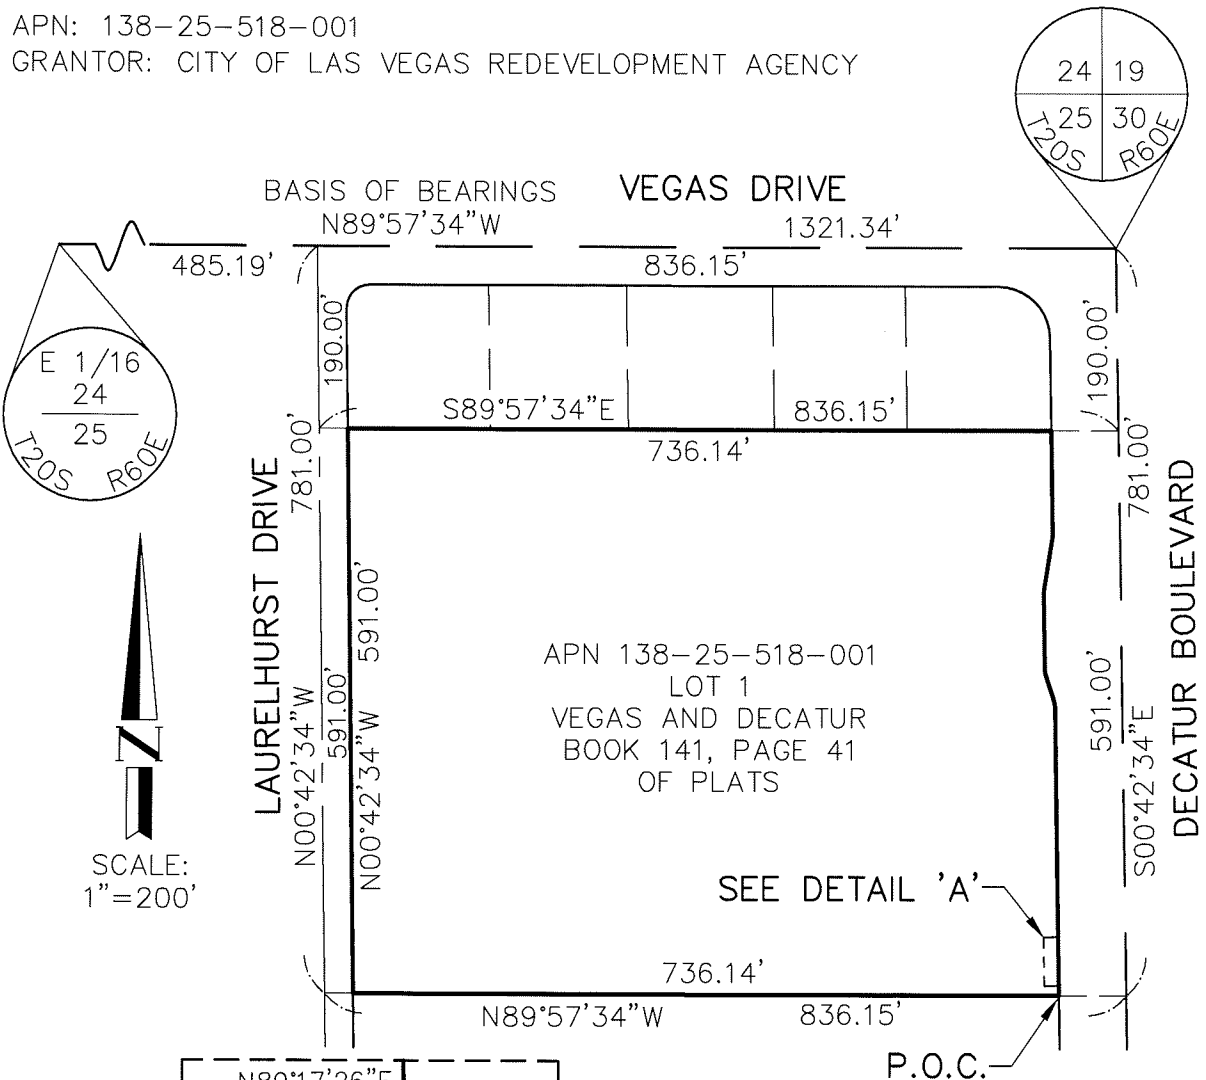 APN: 138-25-518-001
GRANTOR: CITY OF LAS VEGAS REDEVELOPMENT AGENCY
24 19
25 30
T20S R60E
BASIS OF BEARINGS VEGAS DRIVE
N89°57'34"W 1321.34'
485.19' 836.15'
190.00'
190.00'
E 1/16
24
25
T20S R60E
S89°57'34"E 836.15'
736.14'
781.00'
781.00'
LAURELHURST DRIVE
DECATUR BOULEVARD
N00°42'34"W
591.00'
N00°42'34"W 591.00'
591.00'
S00°42'34"E
APN 138-25-518-001
LOT 1
VEGAS AND DECATUR
BOOK 141, PAGE 41
OF PLATS
N
SCALE:
1"=200'
SEE DETAIL 'A'
736.14'
N89°57'34"W 836.15'
P.O.C.
N89°17'26"E